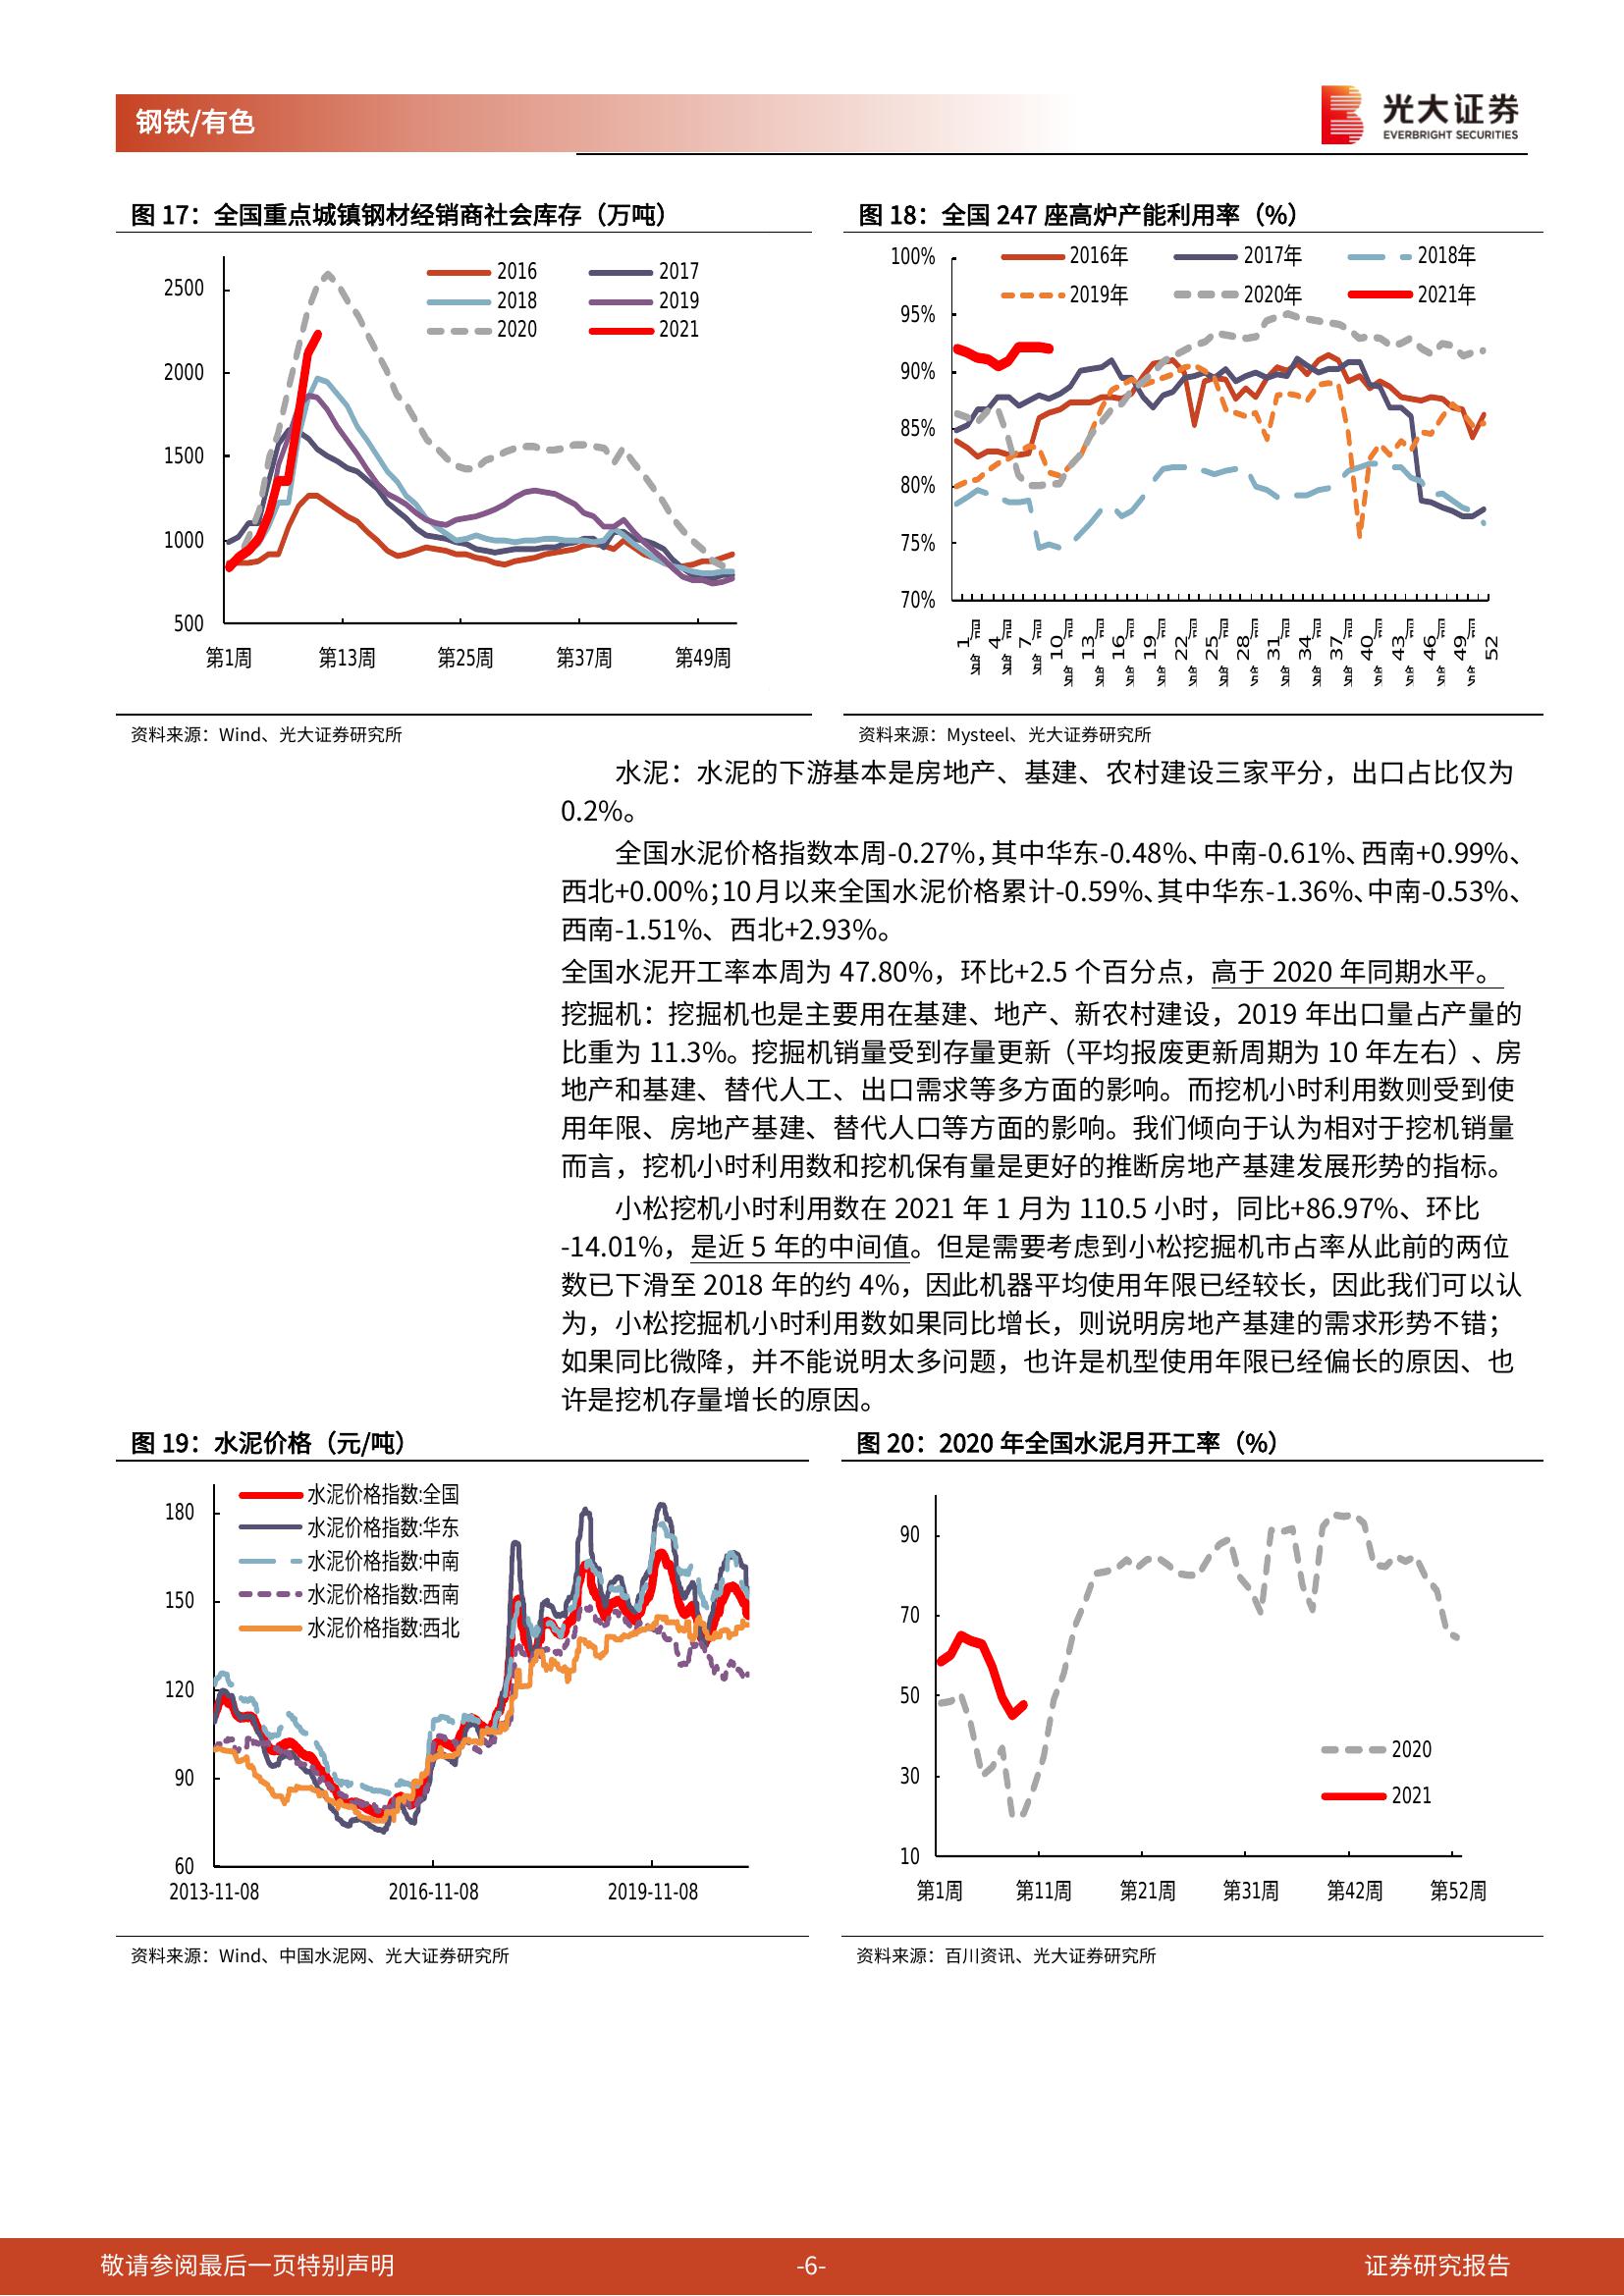 钢铁/有色
光大证券
EVERBRIGHT SECURITIES
图 17：全国重点城镇钢材经销商社会库存（万吨）
2500
2000
1500
1000
500
第1周
第13周
第25周
第37周
第49周
2016
2017
2018
2019
2020
2021
资料来源：Wind、光大证券研究所
图 18：全国 247 座高炉产能利用率（%）
100%
95%
90%
85%
80%
75%
70%
2016年
2017年
2018年
2019年
2020年
2021年
第1周
第4周
第7周
第10周
第13周
第16周
第19周
第22周
第25周
第28周
第31周
第34周
第37周
第40周
第43周
第46周
第49周
52
资料来源：Mysteel、光大证券研究所
水泥：水泥的下游基本是房地产、基建、农村建设三家平分，出口占比仅为
0.2%。
全国水泥价格指数本周-0.27%，其中华东-0.48%、中南-0.61%、西南+0.99%、
西北+0.00%；10 月以来全国水泥价格累计-0.59%、其中华东-1.36%、中南-0.53%、
西南-1.51%、西北+2.93%。
全国水泥开工率本周为 47.80%，环比+2.5 个百分点，高于 2020 年同期水平。
挖掘机：挖掘机也是主要用在基建、地产、新农村建设，2019 年出口量占产量的
比重为 11.3%。挖掘机销量受到存量更新（平均报废更新周期为 10 年左右）、房
地产和基建、替代人工、出口需求等多方面的影响。而挖机小时利用数则受到使
用年限、房地产基建、替代人口等方面的影响。我们倾向于认为相对于挖机销量
而言，挖机小时利用数和挖机保有量是更好的推断房地产基建发展形势的指标。
小松挖机小时利用数在 2021 年 1 月为 110.5 小时，同比+86.97%、环比
-14.01%，是近 5 年的中间值。但是需要考虑到小松挖掘机市占率从此前的两位
数已下滑至 2018 年的约 4%，因此机器平均使用年限已经较长，因此我们可以认
为，小松挖掘机小时利用数如果同比增长，则说明房地产基建的需求形势不错；
如果同比微降，并不能说明太多问题，也许是机型使用年限已经偏长的原因、也
许是挖机存量增长的原因。
图 19：水泥价格（元/吨）
180
150
120
90
60
2013-11-08
2016-11-08
2019-11-08
水泥价格指数:全国
水泥价格指数:华东
水泥价格指数:中南
水泥价格指数:西南
水泥价格指数:西北
资料来源：Wind、中国水泥网、光大证券研究所
图 20：2020 年全国水泥月开工率（%）
90
70
50
30
10
第1周
第11周
第21周
第31周
第42周
第52周
2020
2021
资料来源：百川资讯、光大证券研究所
敬请参阅最后一页特别声明
-6-
证券研究报告